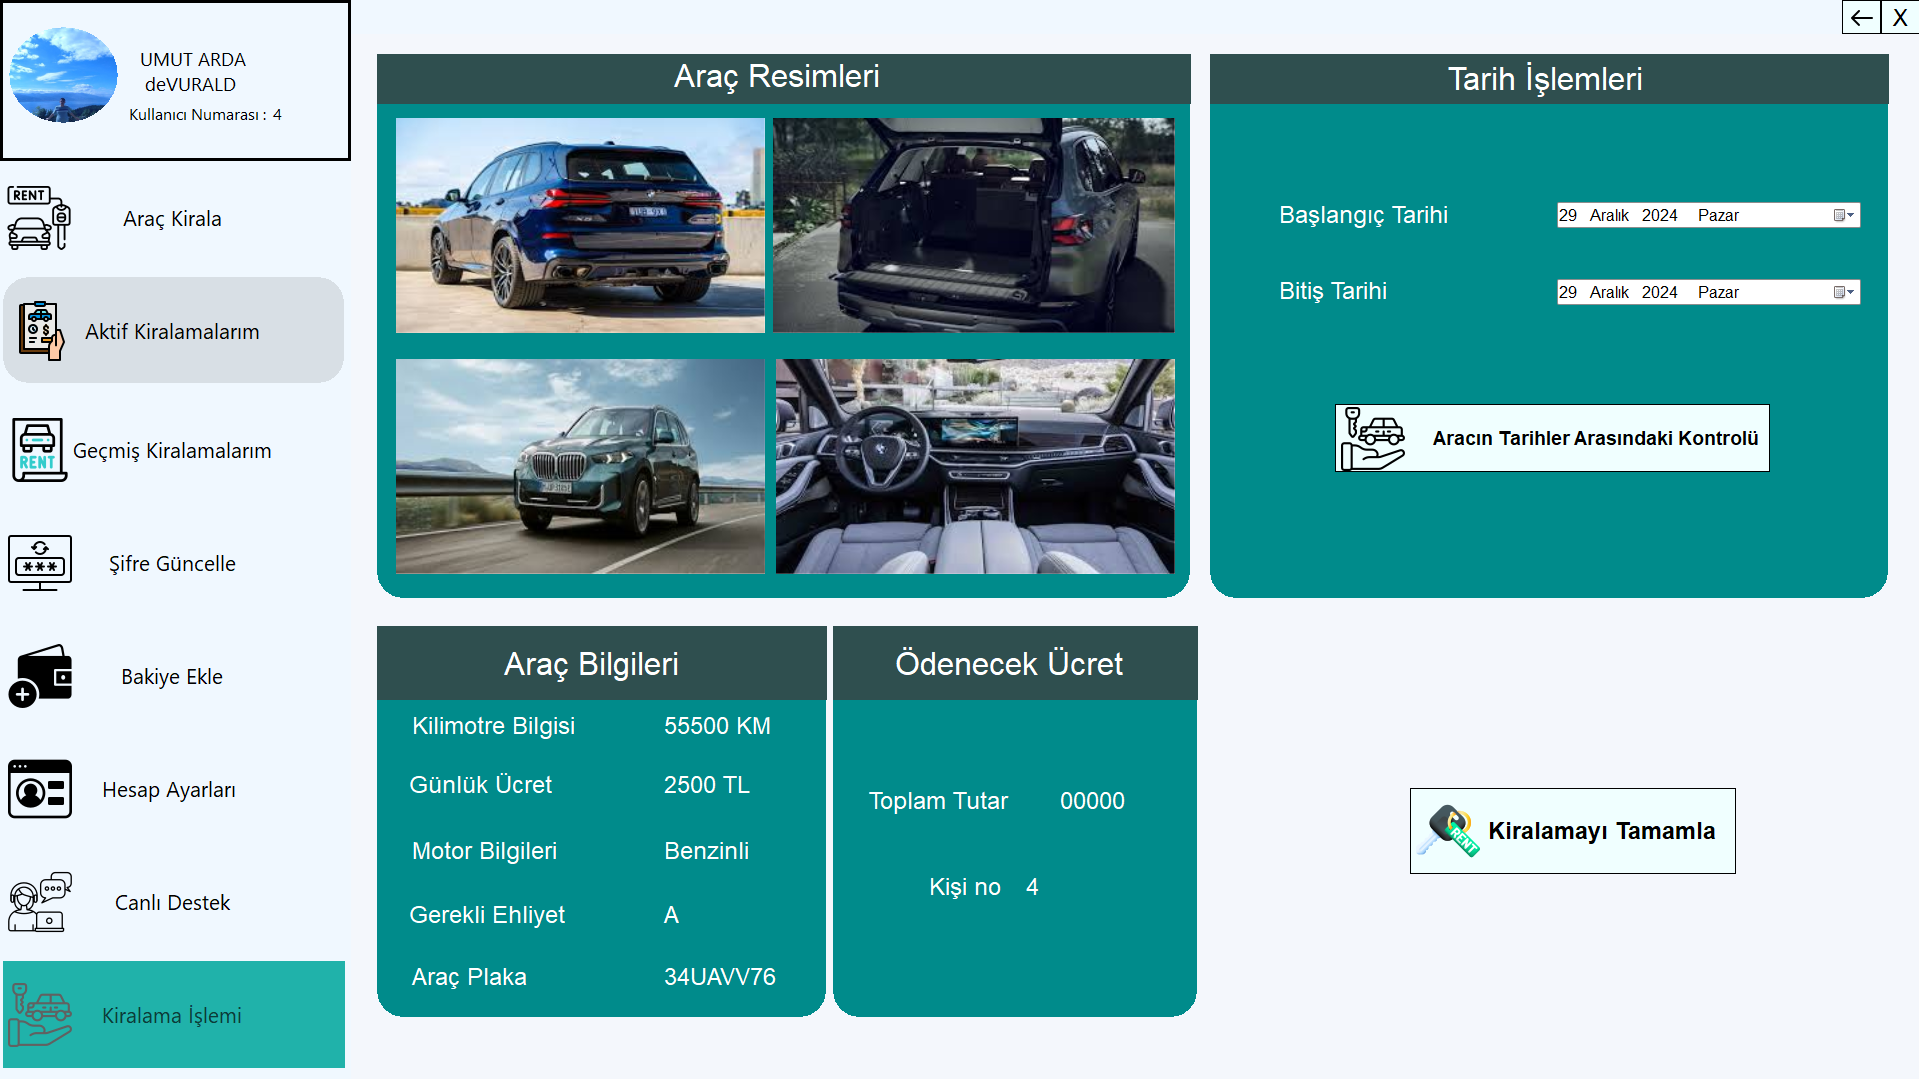 UMUT ARDA
deVURALD
Kullanıcı Numarası : 4
RENT
Araç Kirala
Aktif Kiralamalarım
RENT
Geçmiş Kiralamalarım
***
Şifre Güncelle
Bakiye Ekle
Hesap Ayarları
Canlı Destek
Kiralama İşlemi
X
Araç Resimleri
Tarih İşlemleri
Başlangıç Tarihi
29 Aralık 2024 Pazar
Bitiş Tarihi
29 Aralık 2024 Pazar
Aracın Tarihler Arasındaki Kontrolü
Araç Bilgileri
Kilimotre Bilgisi 55500 KM
Günlük Ücret 2500 TL
Motor Bilgileri Benzinli
Gerekli Ehliyet A
Araç Plaka 34UAVV76
Ödenecek Ücret
Toplam Tutar 00000
Kişi no 4
RENT
Kiralamayı Tamamla